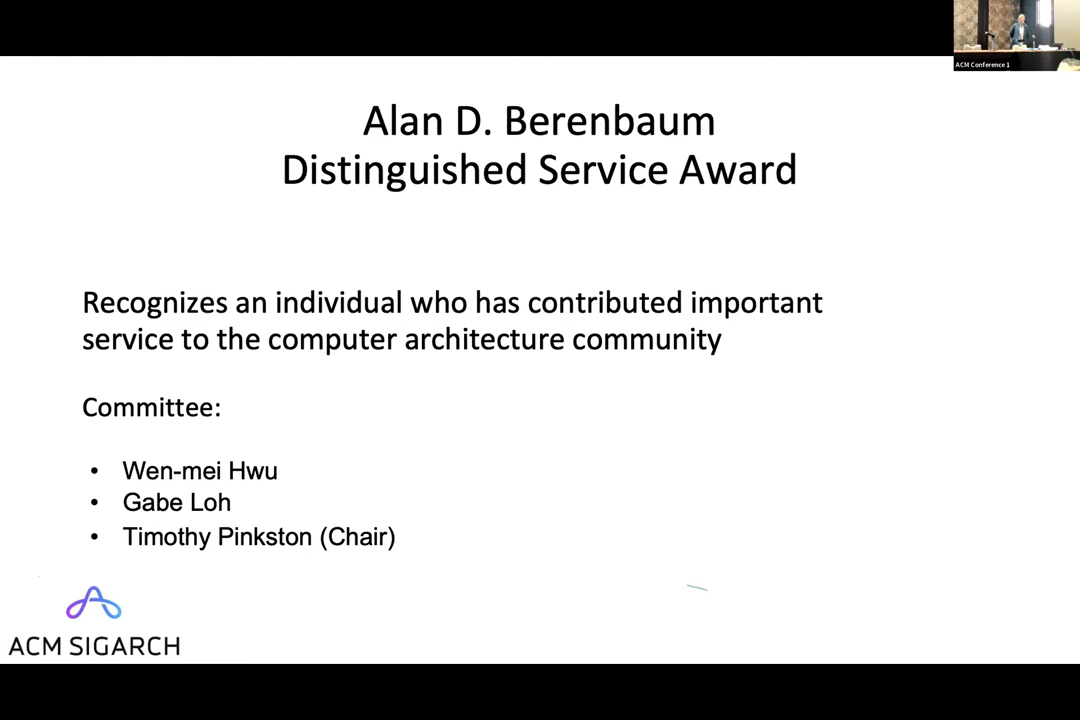 ACM Conference 1
Alan D. Berenbaum
Distinguished Service Award
Recognizes an individual who has contributed important
service to the computer architecture community
Committee:
• Wen-mei Hwu
• Gabe Loh
• Timothy Pinkston (Chair)
ACM SIGARCH